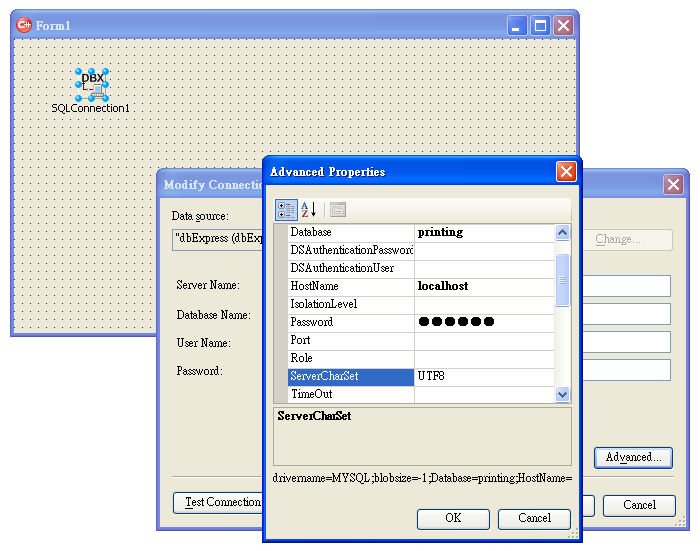 Form1
DBX
SQLConnection1
Modify Connectio
Data source:
"dbExpress (dbExp
Change...
Server Name:
Database Name:
User Name:
Password:
Advanced...
Test Connection
Cancel
Advanced Properties
Database printing
DSAuthenticationPassword
DSAuthenticationUser
HostName localhost
IsolationLevel
Password ●●●●●●
Port
Role
ServerCharSet UTF8
TimeOut
ServerCharSet
drivername=MYSQL;blobsize=-1;Database=printing;HostName=
OK Cancel